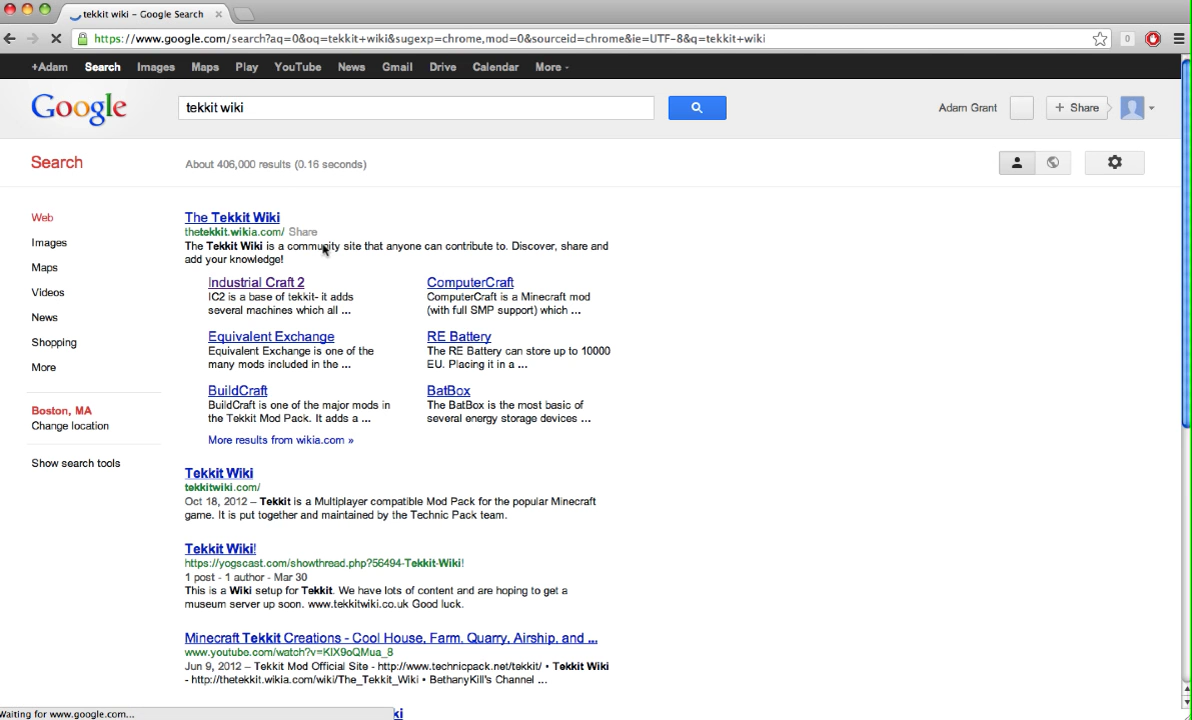 tekkit wiki – Google Search
https://www.google.com/search?aq=0&oq=tekkit+wiki&sugexp=chrome,mod=0&sourceid=chrome&ie=UTF-8&q=tekkit+wiki
0
+Adam Search Images Maps Play YouTube News Gmail Drive Calendar More
Google
tekkit wiki
Adam Grant
+ Share
Search
About 406,000 results (0.16 seconds)
Web
Images
Maps
Videos
News
Shopping
More
Boston, MA
Change location
Show search tools
The Tekkit Wiki
thetekkit.wikia.com/ Share
The Tekkit Wiki is a community site that anyone can contribute to. Discover, share and
add your knowledge!
Industrial Craft 2
IC2 is a base of tekkit- it adds
several machines which all ...
ComputerCraft
ComputerCraft is a Minecraft mod
(with full SMP support) which ...
Equivalent Exchange
Equivalent Exchange is one of the
many mods included in the ...
RE Battery
The RE Battery can store up to 10000
EU. Placing it in a ...
BuildCraft
BuildCraft is one of the major mods in
the Tekkit Mod Pack. It adds a ...
BatBox
The BatBox is the most basic of
several energy storage devices ...
More results from wikia.com »
Tekkit Wiki
tekkitwiki.com/
Oct 18, 2012 – Tekkit is a Multiplayer compatible Mod Pack for the popular Minecraft
game. It is put together and maintained by the Technic Pack team.
Tekkit Wiki!
https://yogscast.com/showthread.php?56494-Tekkit-Wiki!
1 post - 1 author - Mar 30
This is a Wiki setup for Tekkit. We have lots of content and are hoping to get a
museum server up soon. www.tekkitwiki.co.uk Good luck.
Minecraft Tekkit Creations - Cool House, Farm, Quarry, Airship, and ...
www.youtube.com/watch?v=KIX9oQMua_8
Jun 9, 2012 – Tekkit Mod Official Site - http://www.technicpack.net/tekkit/ • Tekkit Wiki
- http://thetekkit.wikia.com/wiki/The_Tekkit_Wiki • BethanyKill's Channel ...
Waiting for www.google.com...
ki